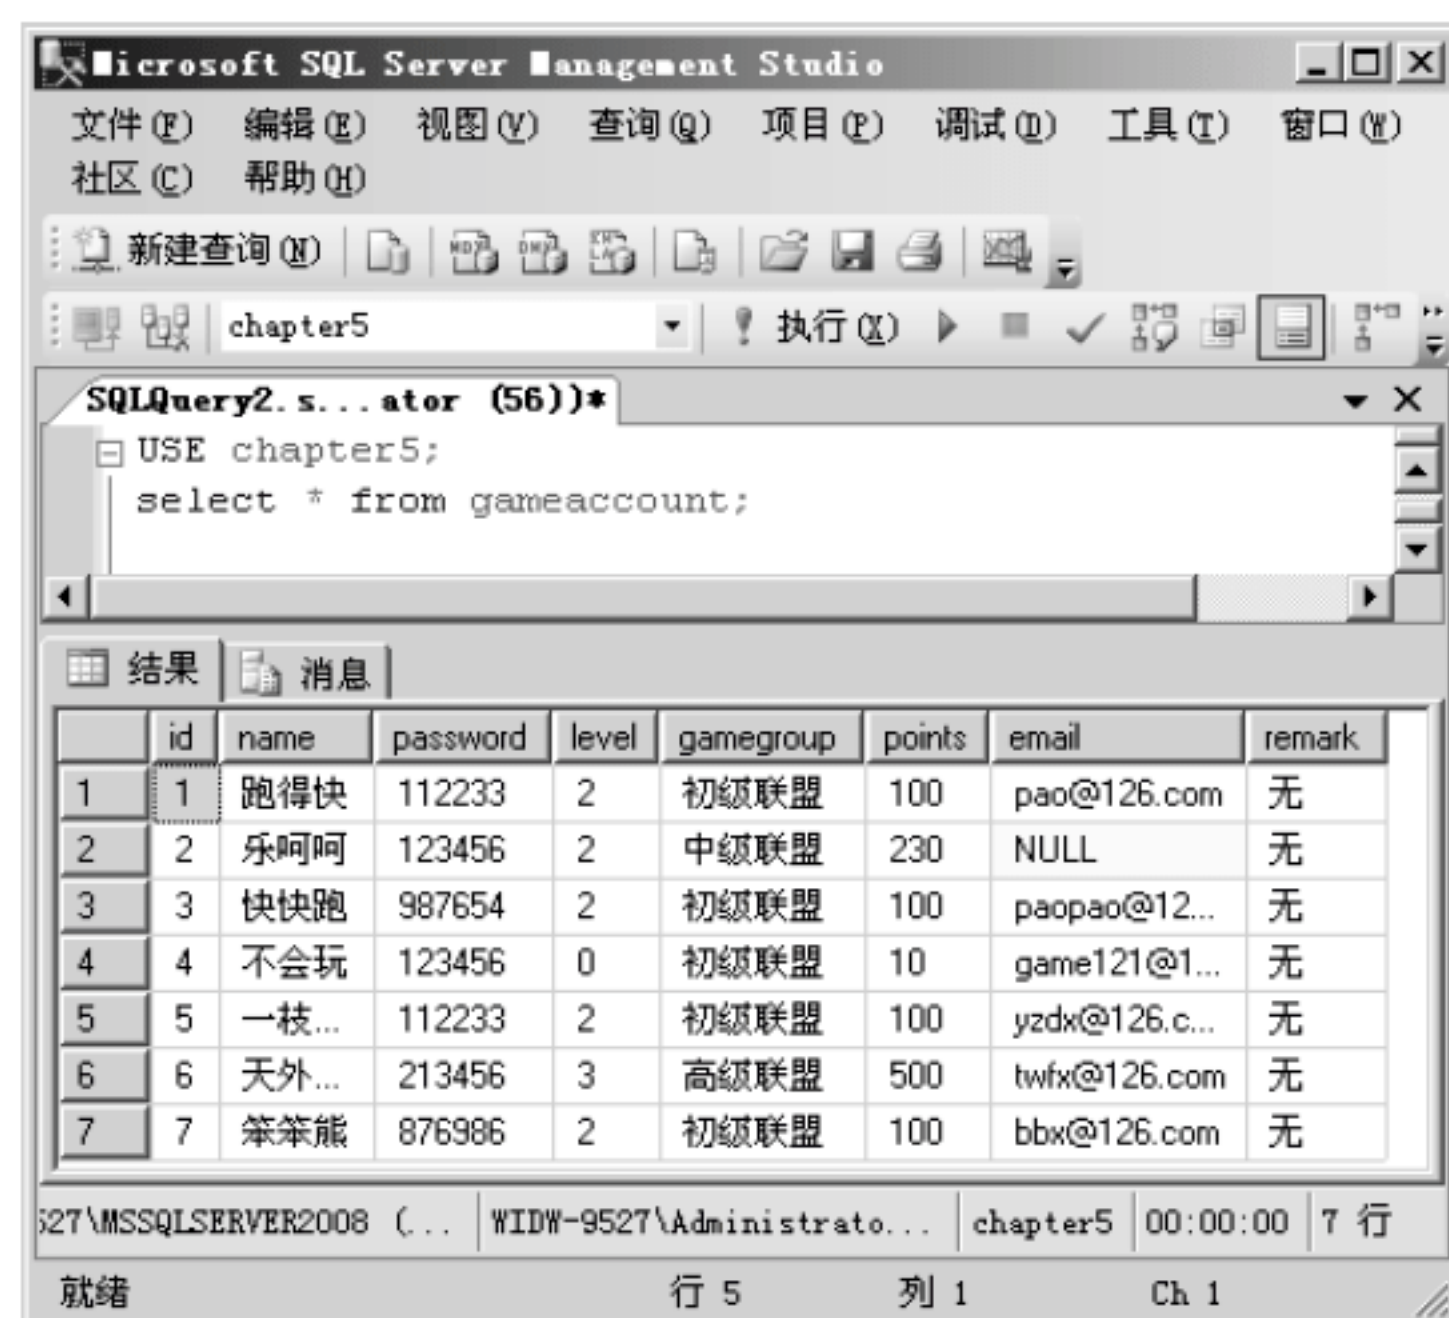 Microsoft SQL Server Management Studio
文件(F) 编辑(E) 视图(V) 查询(Q) 项目(P) 调试(D) 工具(T) 窗口(W)
社区(C) 帮助(H)
新建查询(N) MDX DMX XMLA
chapter5 执行(X)
SQLQuery2.s...ator (56))*
USE chapter5;
select * from gameaccount;
结果 消息
id name password level gamegroup points email remark
1 1 跑得快 112233 2 初级联盟 100 pao@126.com 无
2 2 乐呵呵 123456 2 中级联盟 230 NULL 无
3 3 快快跑 987654 2 初级联盟 100 paopao@12... 无
4 4 不会玩 123456 0 初级联盟 10 game121@1... 无
5 5 一枝... 112233 2 初级联盟 100 yzdx@126.c... 无
6 6 天外... 213456 3 高级联盟 500 twfx@126.com 无
7 7 笨笨熊 876986 2 初级联盟 100 bbx@126.com 无
527\MSSQLSERVER2008 (... WIDW-9527\Administrato... chapter5 00:00:00 7 行
就绪 行 5 列 1 Ch 1